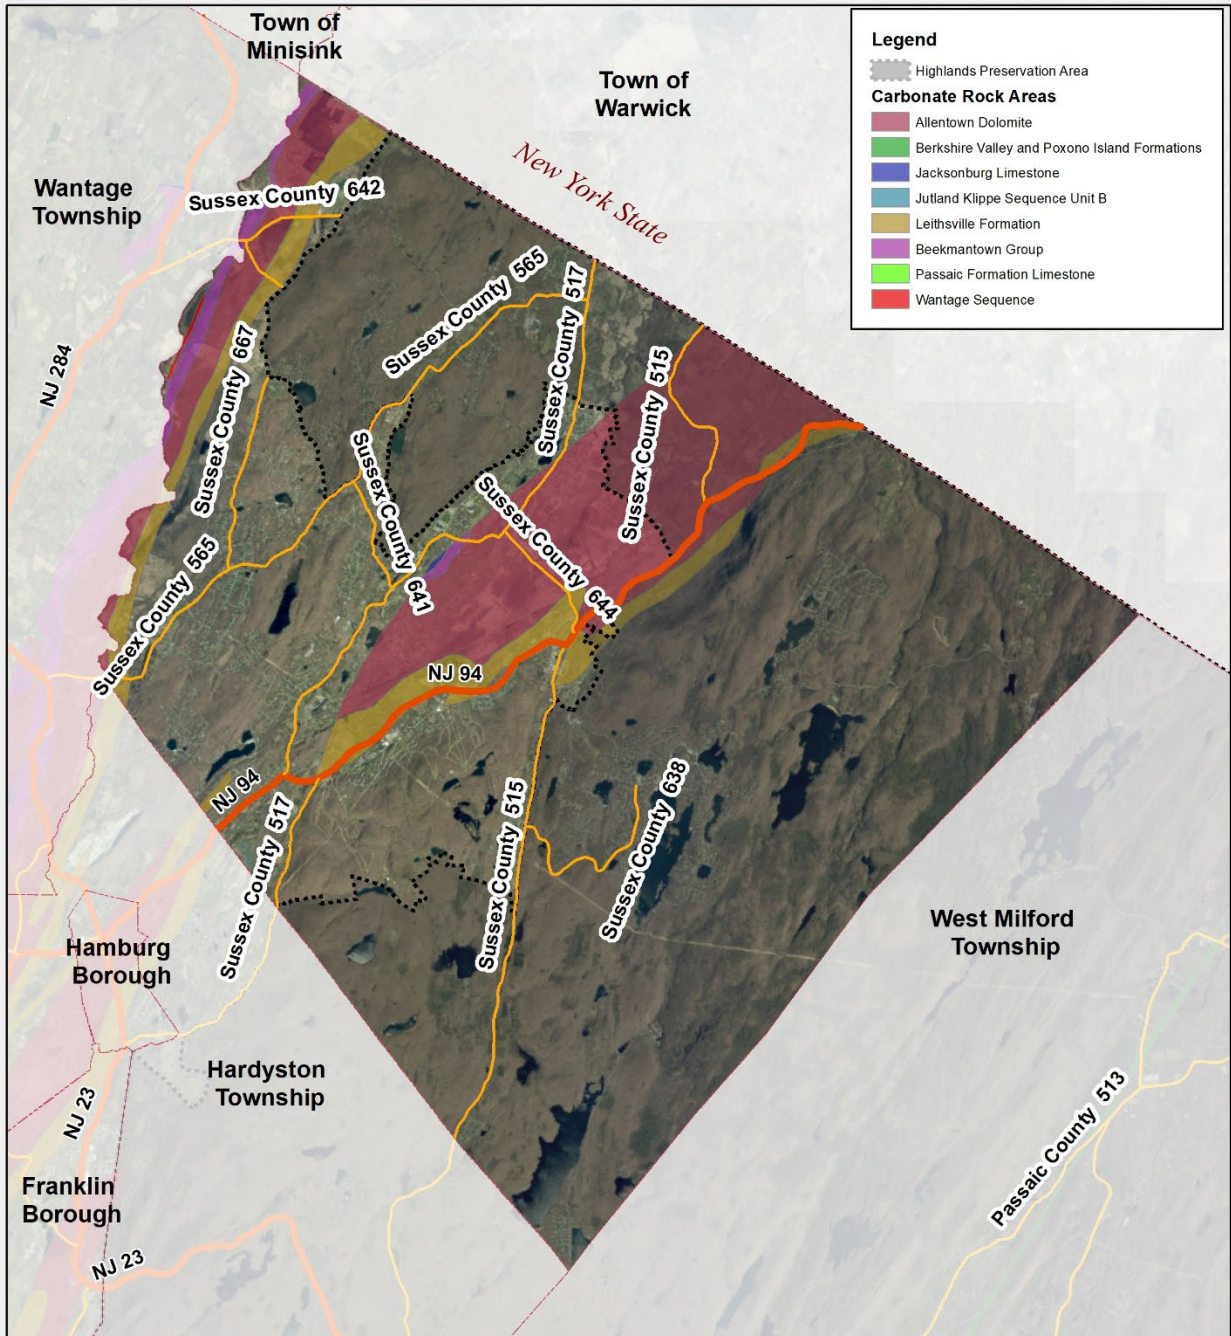 Town of
Minisink
Town of
Warwick
New York State
Wantage
Township
Legend
Highlands Preservation Area
Carbonate Rock Areas
Allentown Dolomite
Berkshire Valley and Poxono Island Formations
Jacksonburg Limestone
Jutland Klippe Sequence Unit B
Leithsville Formation
Beekmantown Group
Passaic Formation Limestone
Wantage Sequence
Sussex County 642
Sussex County 565
Sussex County 517
Sussex County 515
Sussex County 667
NJ 284
Sussex County 641
Sussex County 644
Sussex County 565
NJ 94
NJ 94
Sussex County 517
Sussex County 515
Sussex County 638
Hamburg
Borough
West Milford
Township
Hardyston
Township
NJ 23
Passaic County 513
Franklin
Borough
NJ 23